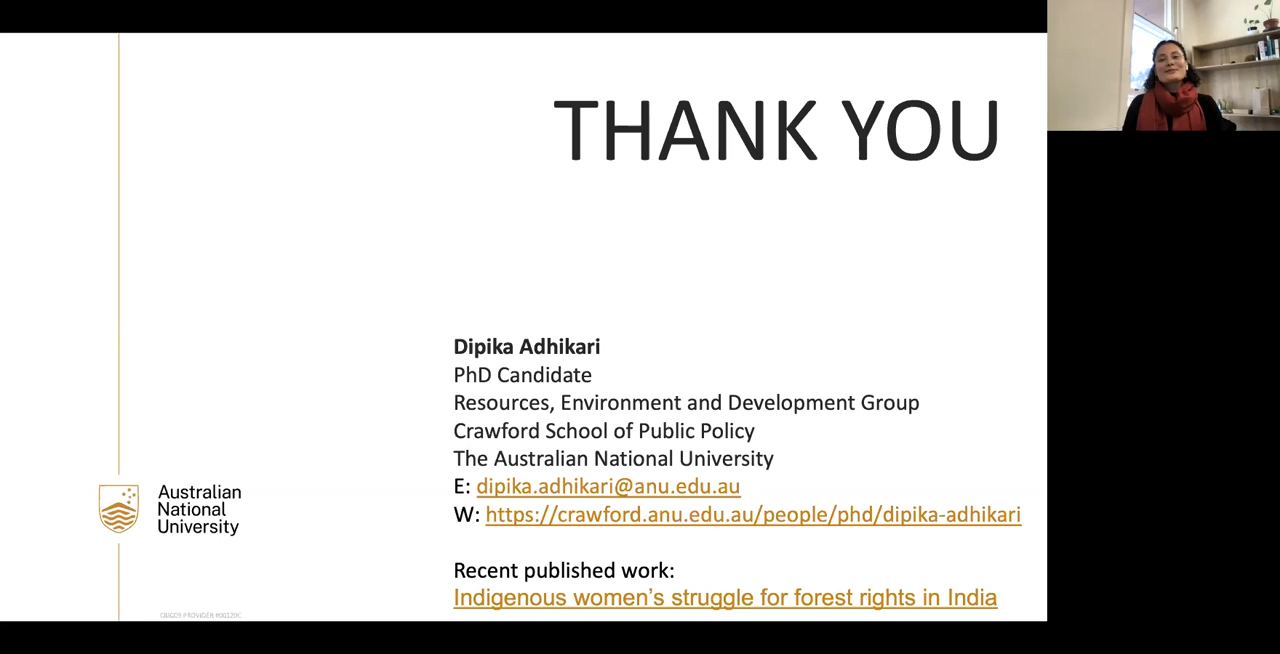 THANK YOU
Dipika Adhikari
PhD Candidate
Resources, Environment and Development Group
Crawford School of Public Policy
The Australian National University
E: dipika.adhikari@anu.edu.au
W: https://crawford.anu.edu.au/people/phd/dipika-adhikari
Recent published work:
Indigenous women’s struggle for forest rights in India
Australian
National
University